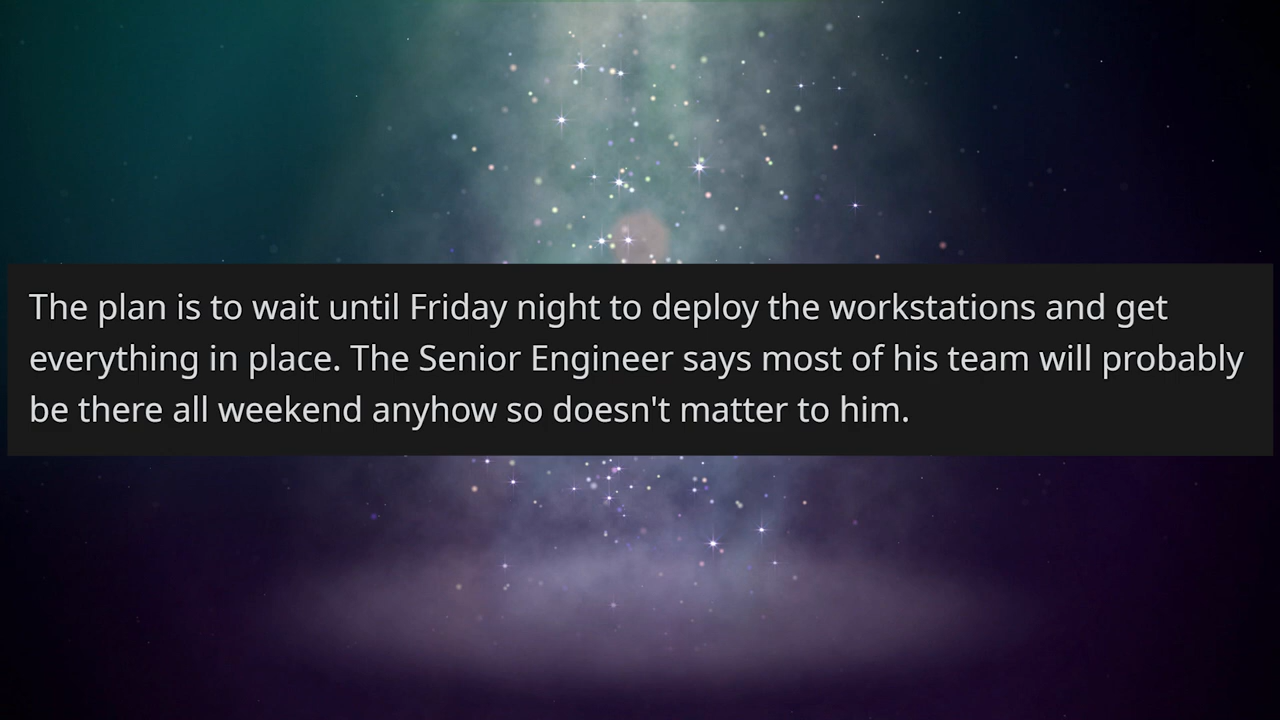 The plan is to wait until Friday night to deploy the workstations and get
everything in place. The Senior Engineer says most of his team will probably
be there all weekend anyhow so doesn't matter to him.